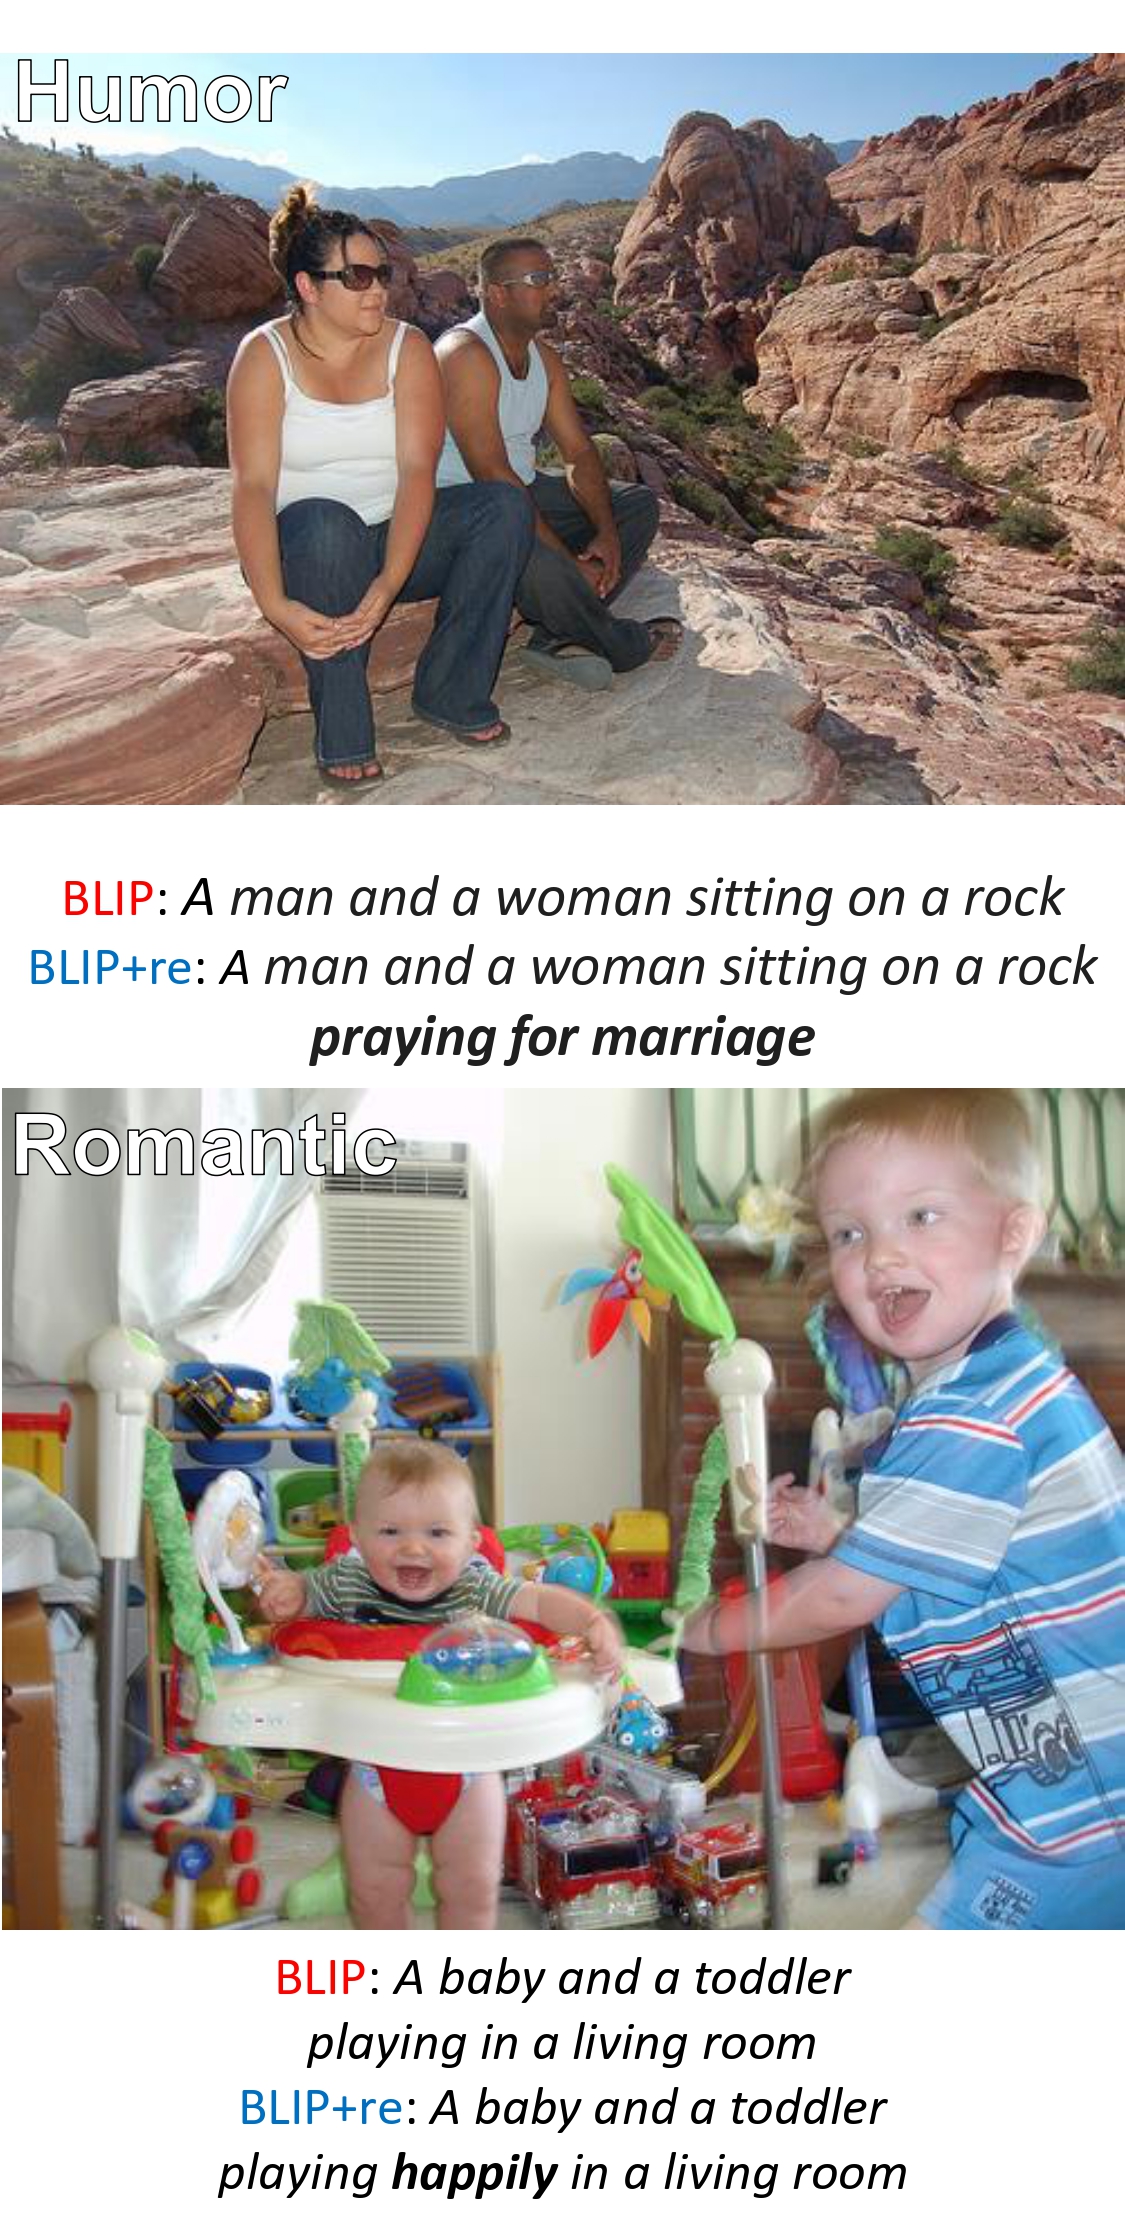 Humor
BLIP: A man and a woman sitting on a rock
BLIP+re: A man and a woman sitting on a rock
praying for marriage
Romantic
BLIP: A baby and a toddler
playing in a living room
BLIP+re: A baby and a toddler
playing happily in a living room